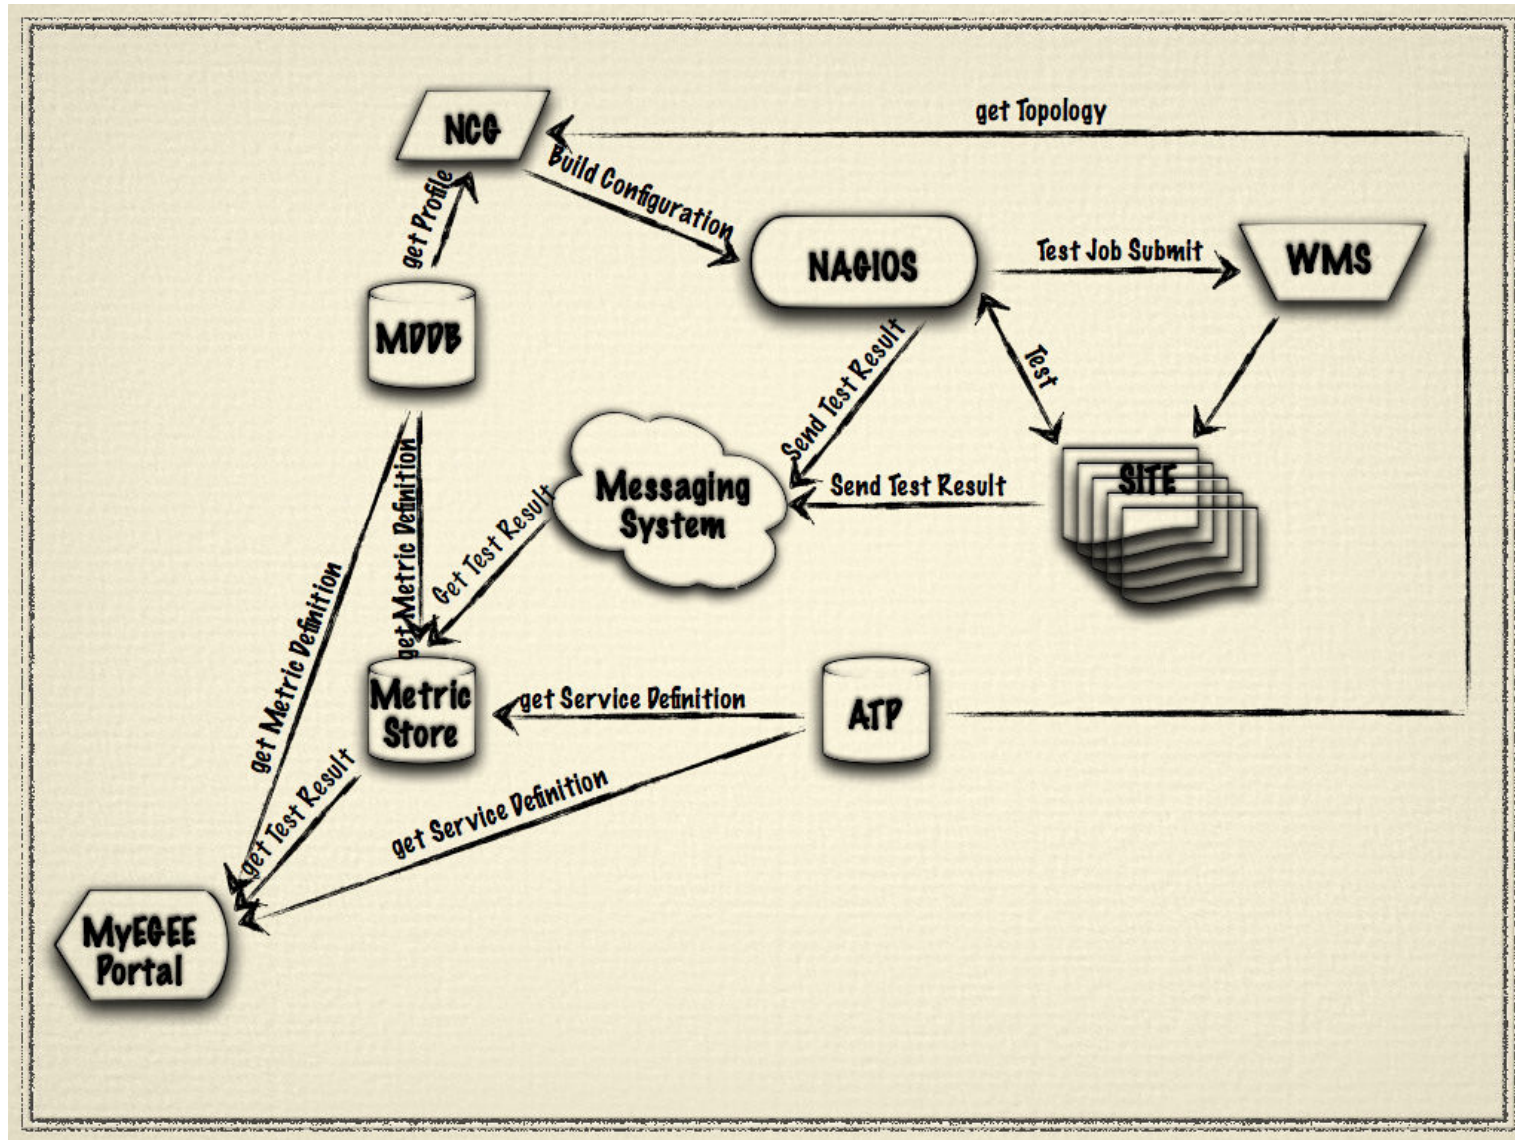 get Topology
NCG
Build Configuration
get Profile
NAGIOS
Test Job Submit
WMS
MDDB
Test
Send Test Result
Messaging
System
Send Test Result
SITE
get Metric Definition
get Metric Definition
Get Test Result
Metric
Store
get Service Definition
ATP
get Test Result
get Service Definition
MyEGEE
Portal